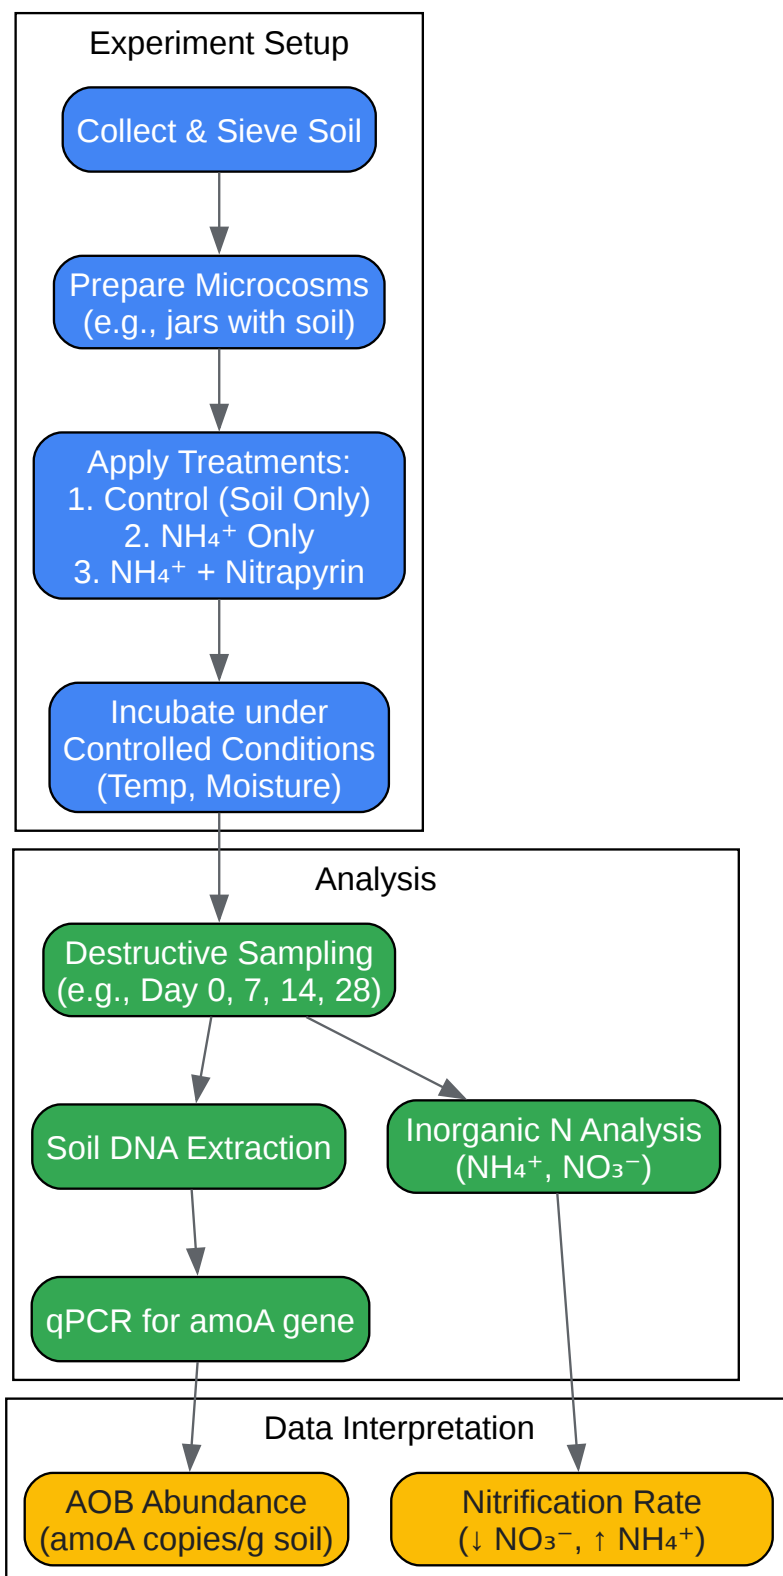 Experiment Setup
Collect & Sieve Soil
Prepare Microcosms
(e.g., jars with soil)
Apply Treatments:
1. Control (Soil Only)
2. NH₄⁺ Only
3. NH₄⁺ + Nitrapyrin
Incubate under
Controlled Conditions
(Temp, Moisture)
Analysis
Destructive Sampling
(e.g., Day 0, 7, 14, 28)
Soil DNA Extraction
Inorganic N Analysis
(NH₄⁺, NO₃⁻)
qPCR for amoA gene
Data Interpretation
AOB Abundance
(amoA copies/g soil)
Nitrification Rate
(↓ NO₃⁻, ↑ NH₄⁺)